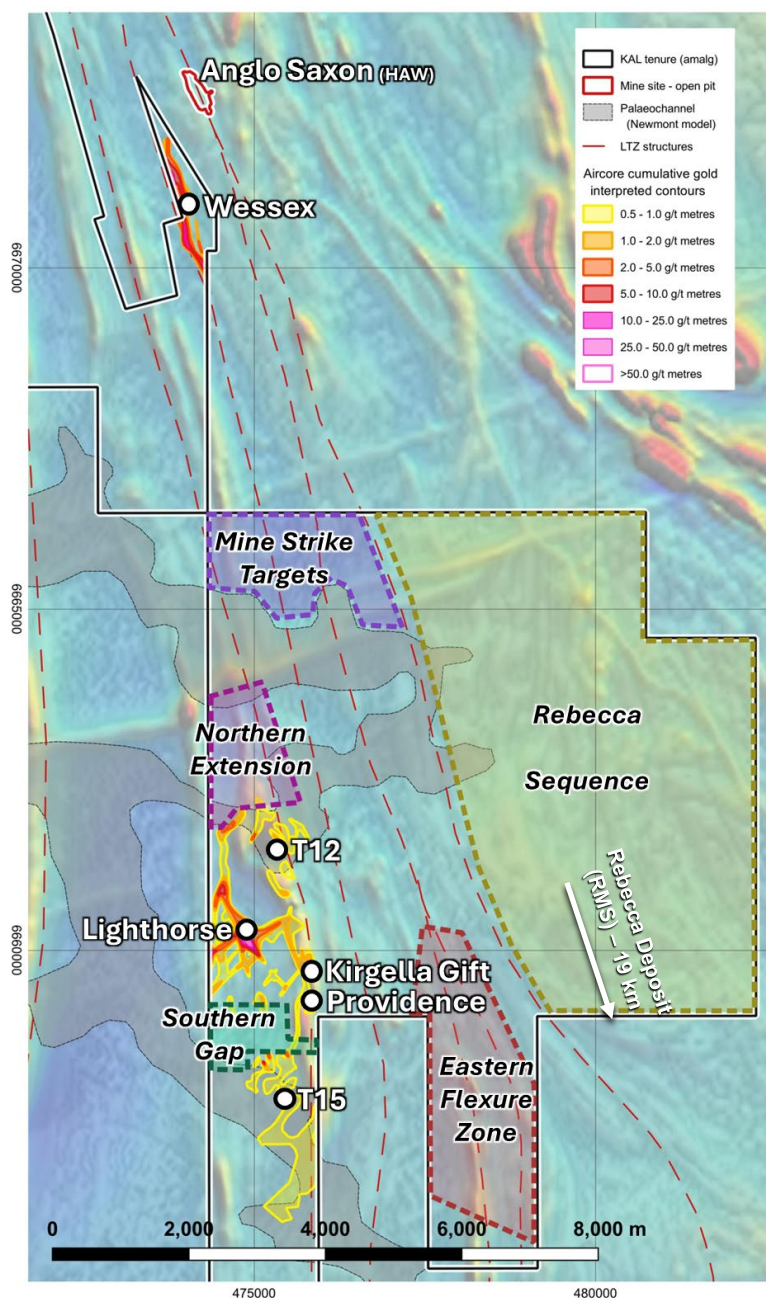 Anglo Saxon (HAW)
KAL tenure (amalg)
Mine site - open pit
Palaeochannel
(Newmont model)
LTZ structures
Aircore cumulative gold
interpreted contours
0.5 - 1.0 g/t metres
1.0 - 2.0 g/t metres
2.0 - 5.0 g/t metres
5.0 - 10.0 g/t metres
10.0 - 25.0 g/t metres
25.0 - 50.0 g/t metres
>50.0 g/t metres
Wessex
6670000
Mine Strike
Targets
6665000
Rebecca
Sequence
Northern
Extension
T12
Rebecca Deposit
(RMS) – 19 km
Lighthorse
6660000
Kirgella Gift
Providence
Southern
Gap
Eastern
Flexure
Zone
T15
0 2,000 4,000 6,000 8,000 m
475000 480000